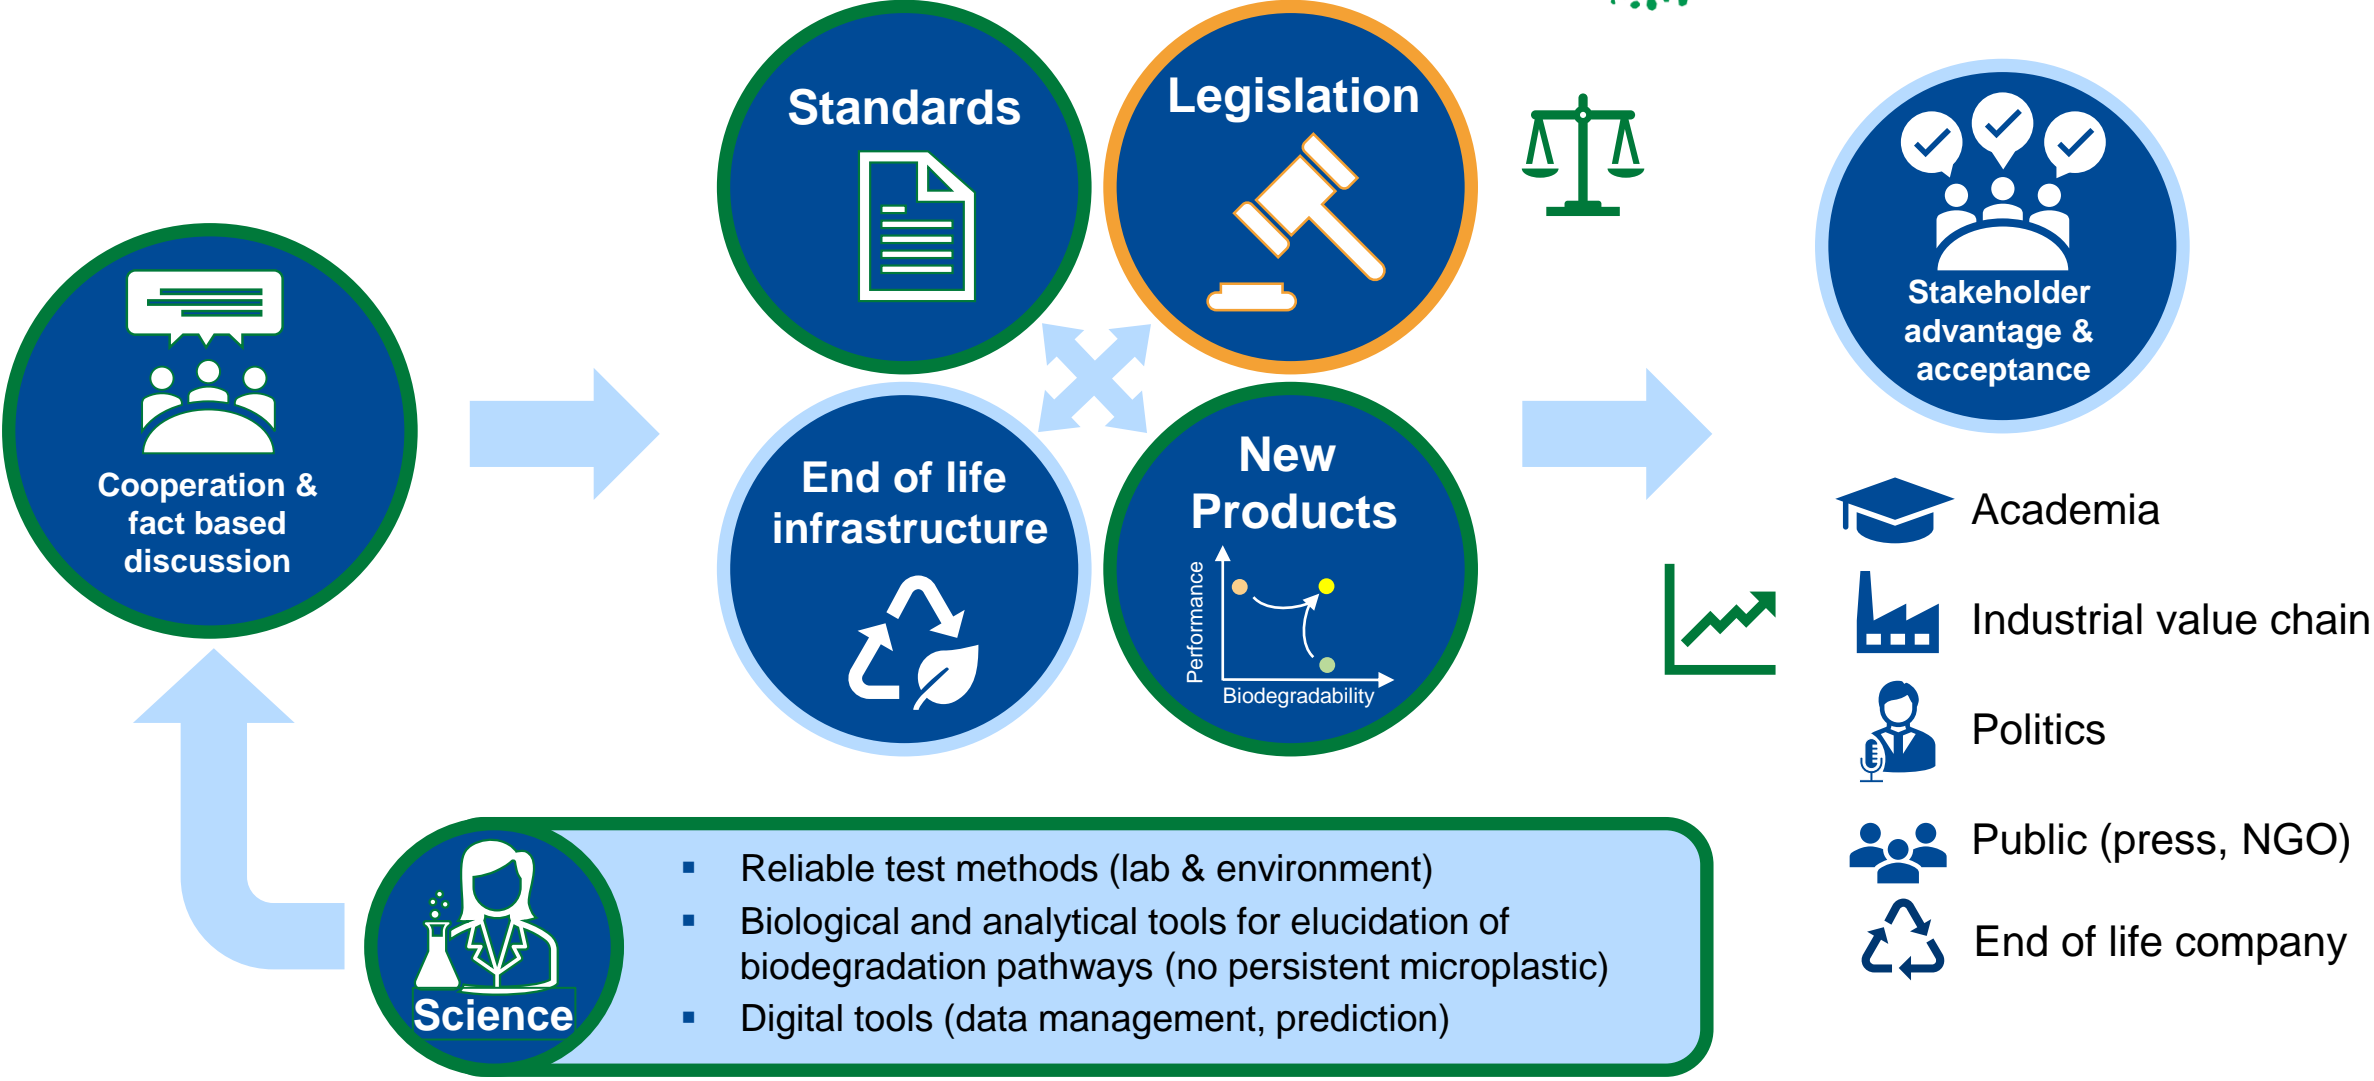 Standards
Legislation
Cooperation &
fact based
discussion
End of life
infrastructure
New
Products
Performance
Biodegradability
Stakeholder
advantage &
acceptance
Academia
Industrial value chain
Politics
Public (press, NGO)
End of life company
Science
▪ Reliable test methods (lab & environment)
▪ Biological and analytical tools for elucidation of
biodegradation pathways (no persistent microplastic)
▪ Digital tools (data management, prediction)